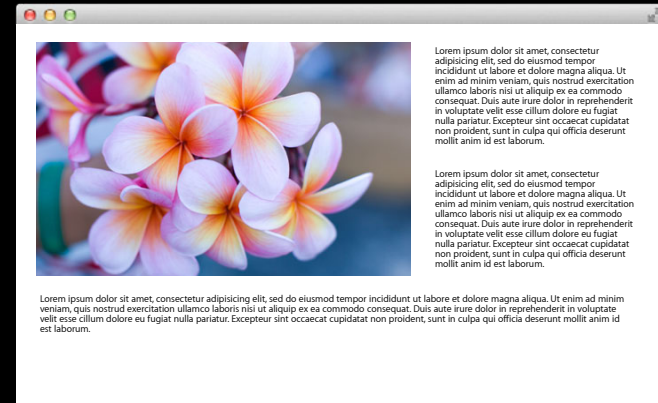 Lorem ipsum dolor sit amet, consectetur
adipisicing elit, sed do eiusmod tempor
incididunt ut labore et dolore magna aliqua. Ut
enim ad minim veniam, quis nostrud exercitation
ullamco laboris nisi ut aliquip ex ea commodo
consequat. Duis aute irure dolor in reprehenderit
in voluptate velit esse cillum dolore eu fugiat
nulla pariatur. Excepteur sint occaecat cupidatat
non proident, sunt in culpa qui officia deserunt
mollit anim id est laborum.
Lorem ipsum dolor sit amet, consectetur
adipisicing elit, sed do eiusmod tempor
incididunt ut labore et dolore magna aliqua. Ut
enim ad minim veniam, quis nostrud exercitation
ullamco laboris nisi ut aliquip ex ea commodo
consequat. Duis aute irure dolor in reprehenderit
in voluptate velit esse cillum dolore eu fugiat
nulla pariatur. Excepteur sint occaecat cupidatat
non proident, sunt in culpa qui officia deserunt
mollit anim id est laborum.
Lorem ipsum dolor sit amet, consectetur adipisicing elit, sed do eiusmod tempor incididunt ut labore et dolore magna aliqua. Ut enim ad minim
veniam, quis nostrud exercitation ullamco laboris nisi ut aliquip ex ea commodo consequat. Duis aute irure dolor in reprehenderit in voluptate
velit esse cillum dolore eu fugiat nulla pariatur. Excepteur sint occaecat cupidatat non proident, sunt in culpa qui officia deserunt mollit anim id
est laborum.